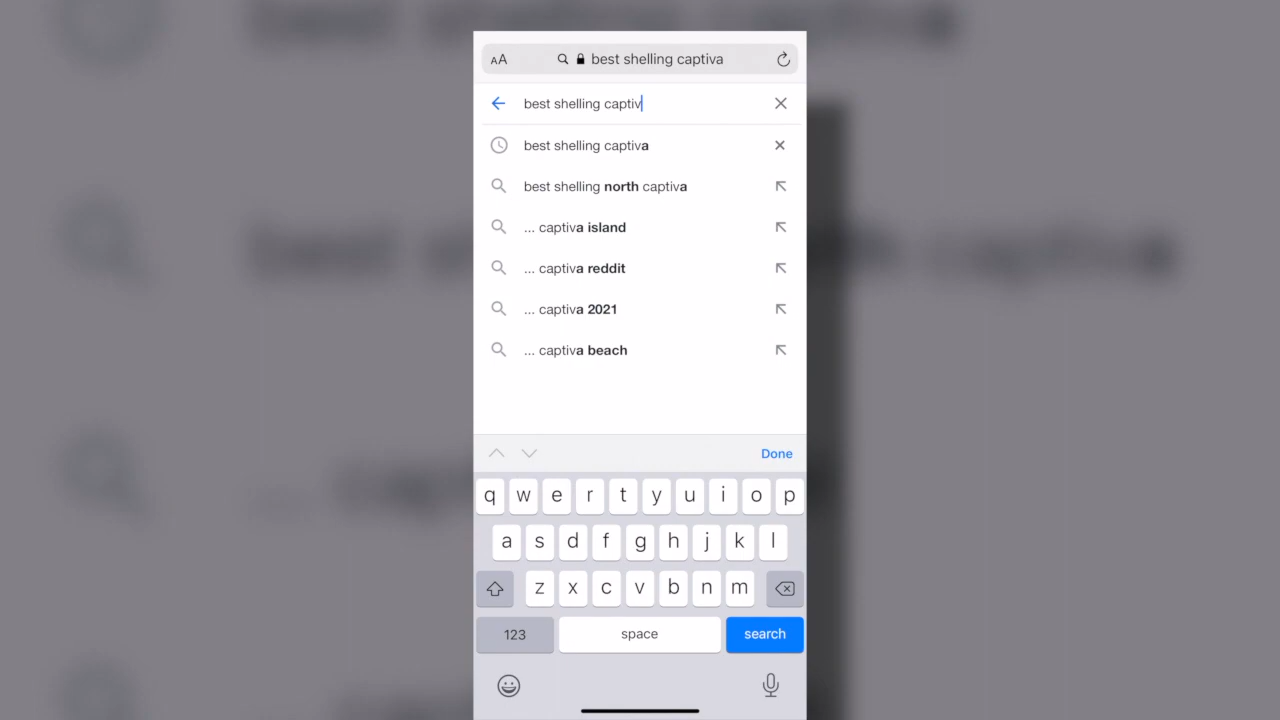 AA best shelling captiva
best shelling captiv
best shelling captiva
best shelling north captiva
... captiva island
... captiva reddit
... captiva 2021
... captiva beach
Done
q w e r t y u i o p
a s d f g h j k l
z x c v b n m
123 space search